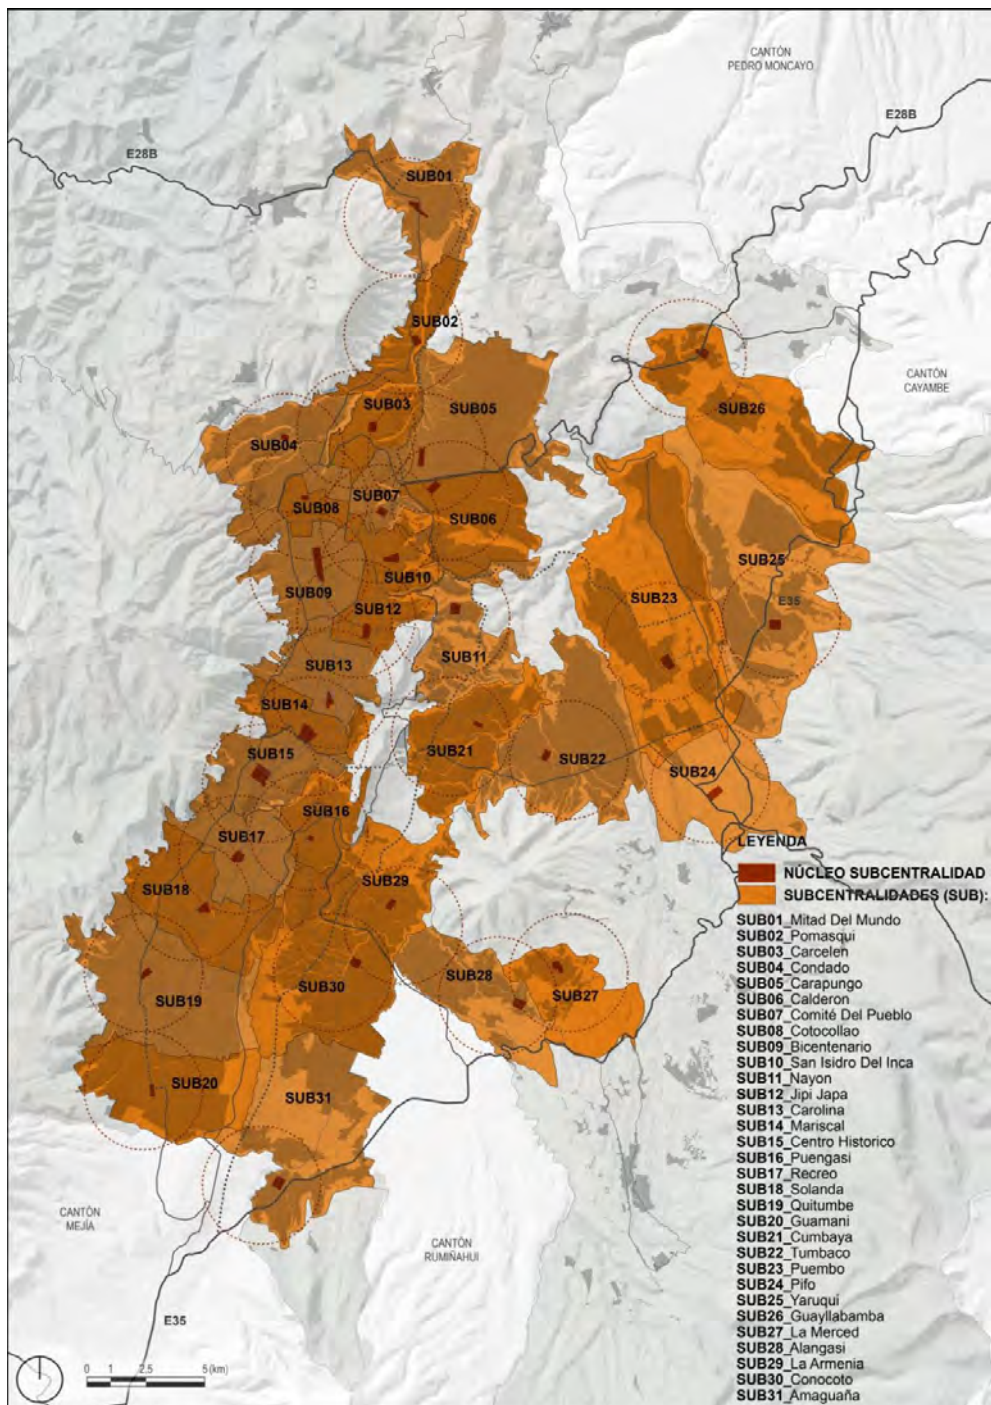 CANTÓN
PEDRO MONCAYO
E28B
E28B
SUB01
SUB02
CANTÓN
CAYAMBE
SUB26
SUB03
SUB05
SUB04
SUB07
SUB08
SUB06
SUB25
SUB10
SUB09
SUB23
E35
SUB12
SUB11
SUB13
SUB14
SUB21
SUB15
SUB22
SUB24
SUB16
SUB17
LEYENDA
SUB29
NÚCLEO SUBCENTRALIDAD
SUB18
SUBCENTRALIDADES (SUB):
SUB28
SUB30
SUB27
SUB19
SUB20
SUB31
SUB01_Mitad Del Mundo
SUB02_Pomasqui
SUB03_Carcelen
SUB04_Condado
SUB05_Carapungo
SUB06_Calderon
SUB07_Comité Del Pueblo
SUB08_Cotocollao
SUB09_Bicentenario
SUB10_San Isidro Del Inca
SUB11_Nayon
SUB12_Jipi Japa
SUB13_Carolina
SUB14_Mariscal
SUB15_Centro Historico
SUB16_Puengasi
SUB17_Recreo
SUB18_Solanda
SUB19_Quitumbe
SUB20_Guamani
SUB21_Cumbaya
SUB22_Tumbaco
SUB23_Puembo
SUB24_Pifo
SUB25_Yaruquí
SUB26_Guayllabamba
SUB27_La Merced
SUB28_Alangasi
SUB29_La Armenia
SUB30_Conocoto
SUB31_Amaguaña
CANTÓN
MEJÍA
CANTÓN
RUMIÑAHUI
E35
0 1 2.5 5 (km)